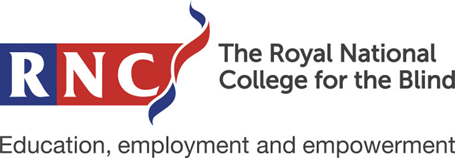 RNC
The Royal National
College for the Blind
Education, employment and empowerment